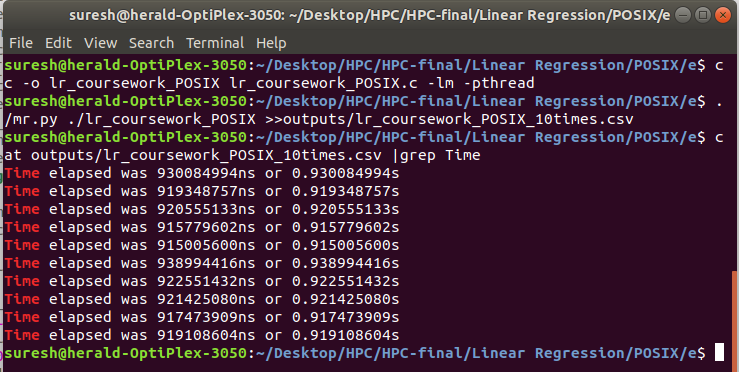 suresh@herald-OptiPlex-3050: ~/Desktop/HPC/HPC-final/Linear Regression/POSIX/e
File Edit View Search Terminal Help
suresh@herald-OptiPlex-3050:~/Desktop/HPC/HPC-final/Linear Regression/POSIX/e$ c
c -o lr_coursework_POSIX lr_coursework_POSIX.c -lm -pthread
suresh@herald-OptiPlex-3050:~/Desktop/HPC/HPC-final/Linear Regression/POSIX/e$ .
/mr.py ./lr_coursework_POSIX >>outputs/lr_coursework_POSIX_10times.csv
suresh@herald-OptiPlex-3050:~/Desktop/HPC/HPC-final/Linear Regression/POSIX/e$ c
at outputs/lr_coursework_POSIX_10times.csv |grep Time
Time elapsed was 930084994ns or 0.930084994s
Time elapsed was 919348757ns or 0.919348757s
Time elapsed was 920555133ns or 0.920555133s
Time elapsed was 915779602ns or 0.915779602s
Time elapsed was 915005600ns or 0.915005600s
Time elapsed was 938994416ns or 0.938994416s
Time elapsed was 922551432ns or 0.922551432s
Time elapsed was 921425080ns or 0.921425080s
Time elapsed was 917473909ns or 0.917473909s
Time elapsed was 919108604ns or 0.919108604s
suresh@herald-OptiPlex-3050:~/Desktop/HPC/HPC-final/Linear Regression/POSIX/e$